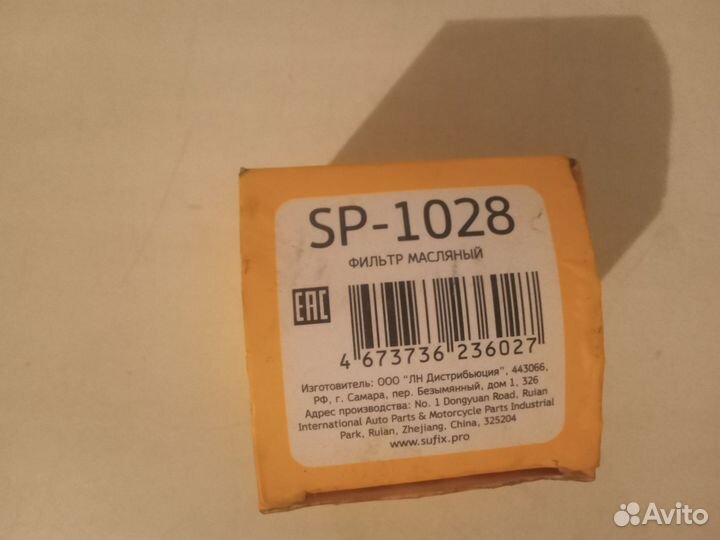 SP-1028
ФИЛЬТР МАСЛЯНЫЙ
EAC
4 673736 236027
Изготовитель: ООО "ЛН Дистрибьюция", 443066,
РФ, г. Самара, пер. Безымянный, дом 1, 326
Адрес производства: No. 1 Dongyuan Road, Ruian
International Auto Parts & Motorcycle Parts Industrial
Park, Ruian, Zhejiang, China, 325204
www.sufix.pro
Avito